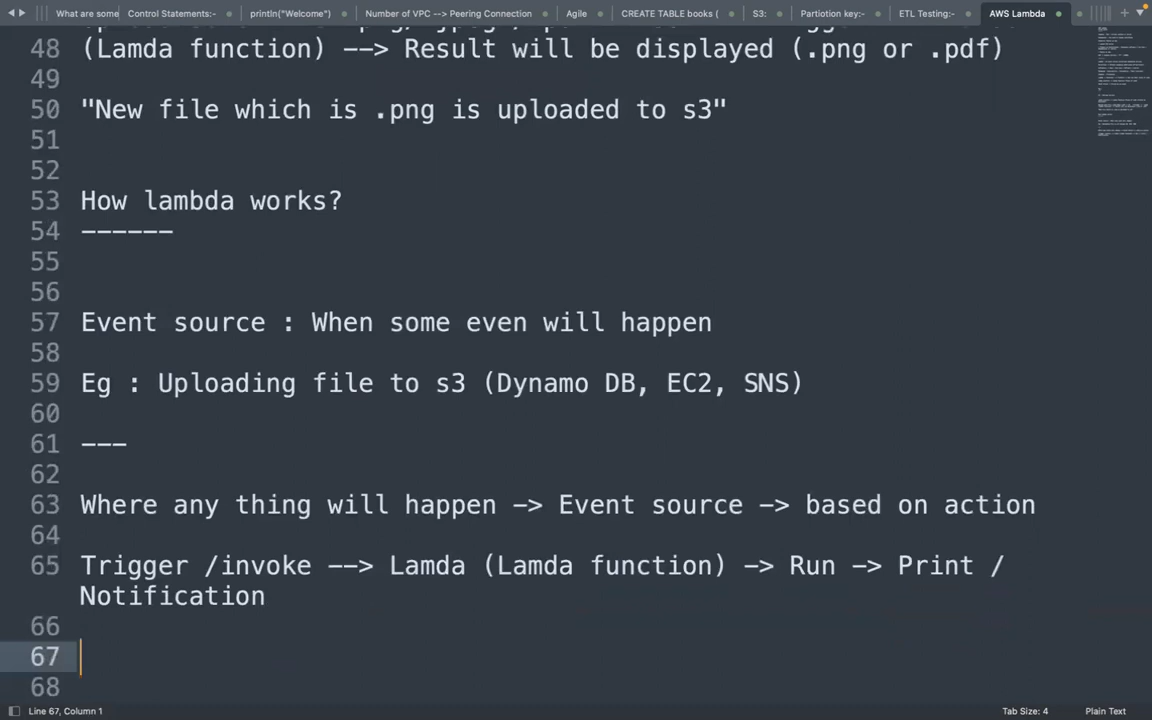 What are some
Control Statements:-
println("Welcome")
Number of VPC --> Peering Connection
Agile
CREATE TABLE books (
S3:
Partiotion key:-
ETL Testing:-
AWS Lambda
48 (Lamda function) --> Result will be displayed (.png or .pdf)
49
50 "New file which is .png is uploaded to s3"
51
52
53 How lambda works?
54 ------
55
56
57 Event source : When some even will happen
58
59 Eg : Uploading file to s3 (Dynamo DB, EC2, SNS)
60
61 ---
62
63 Where any thing will happen -> Event source -> based on action
64
65 Trigger /invoke --> Lamda (Lamda function) -> Run -> Print /
Notification
66
67
68
Line 67, Column 1
Tab Size: 4
Plain Text